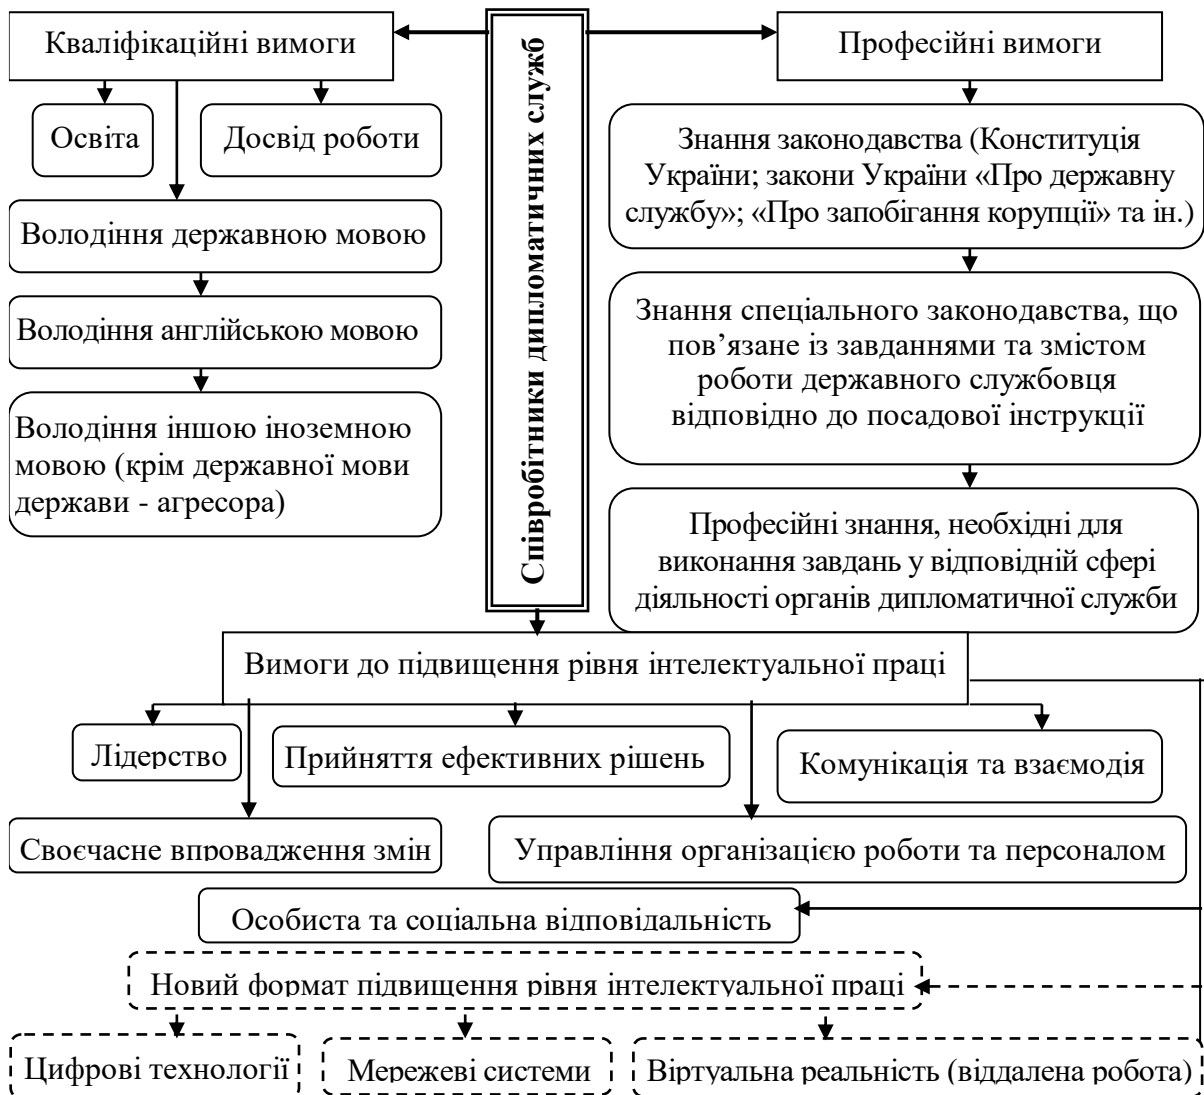 Кваліфікаційні вимоги
Освіта
Досвід роботи
Володіння державною мовою
Володіння англійською мовою
Володіння іншою іноземною
мовою (крім державної мови
держави - агресора)
Співробітники дипломатичних служб
Професійні вимоги
Знання законодавства (Конституція
України; закони України «Про державну
службу»; «Про запобігання корупції» та ін.)
Знання спеціального законодавства, що
пов’язане із завданнями та змістом
роботи державного службовця
відповідно до посадової інструкції
Професійні знання, необхідні для
виконання завдань у відповідній сфері
діяльності органів дипломатичної служби
Вимоги до підвищення рівня інтелектуальної праці
Лідерство
Прийняття ефективних рішень
Комунікація та взаємодія
Своєчасне впровадження змін
Управління організацією роботи та персоналом
Особиста та соціальна відповідальність
Новий формат підвищення рівня інтелектуальної праці
Цифрові технології
Мережеві системи
Віртуальна реальність (віддалена робота)